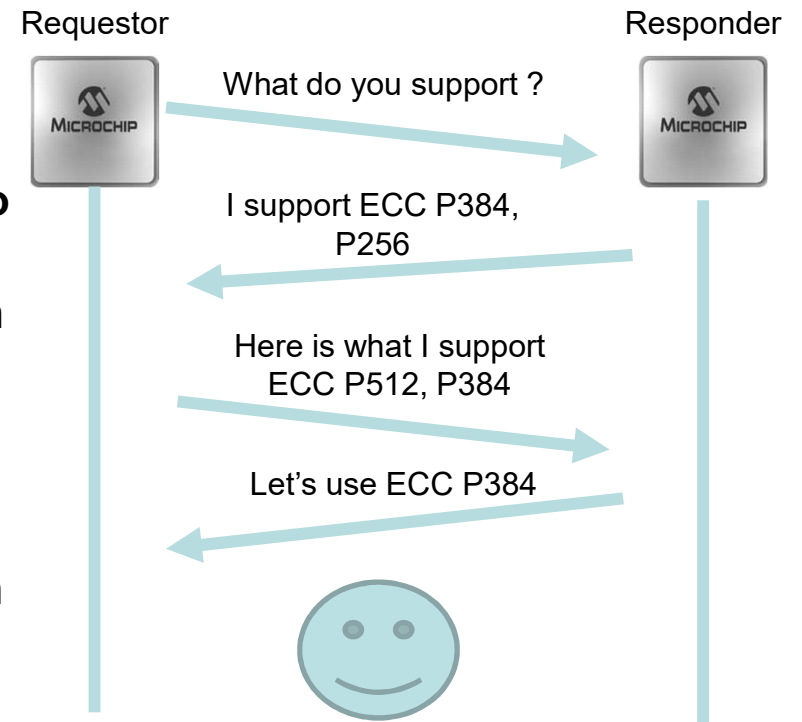 Requestor
Responder
MICROCHIP
What do you support ?
MICROCHIP
I support ECC P384,
P256
Here is what I support
ECC P512, P384
Let’s use ECC P384